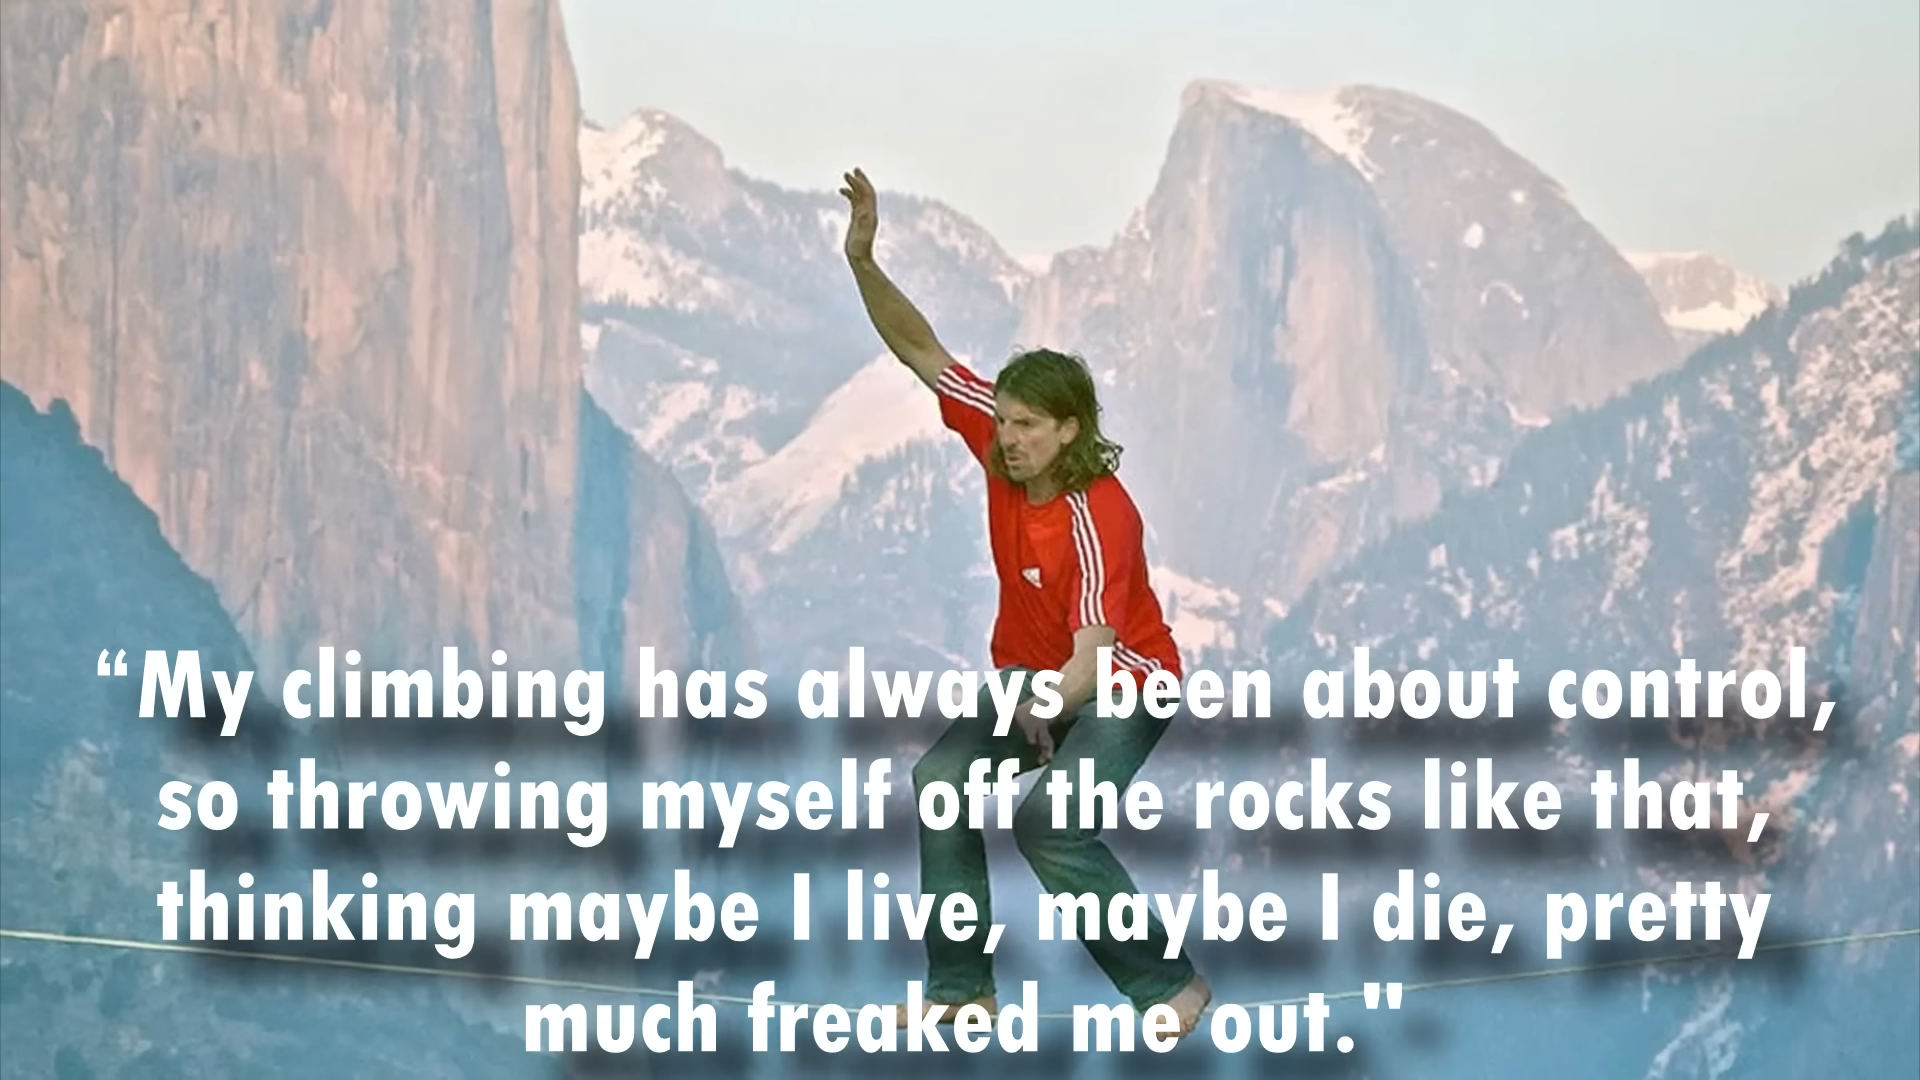 “My climbing has always been about control,
so throwing myself off the rocks like that,
thinking maybe I live, maybe I die, pretty
much freaked me out."